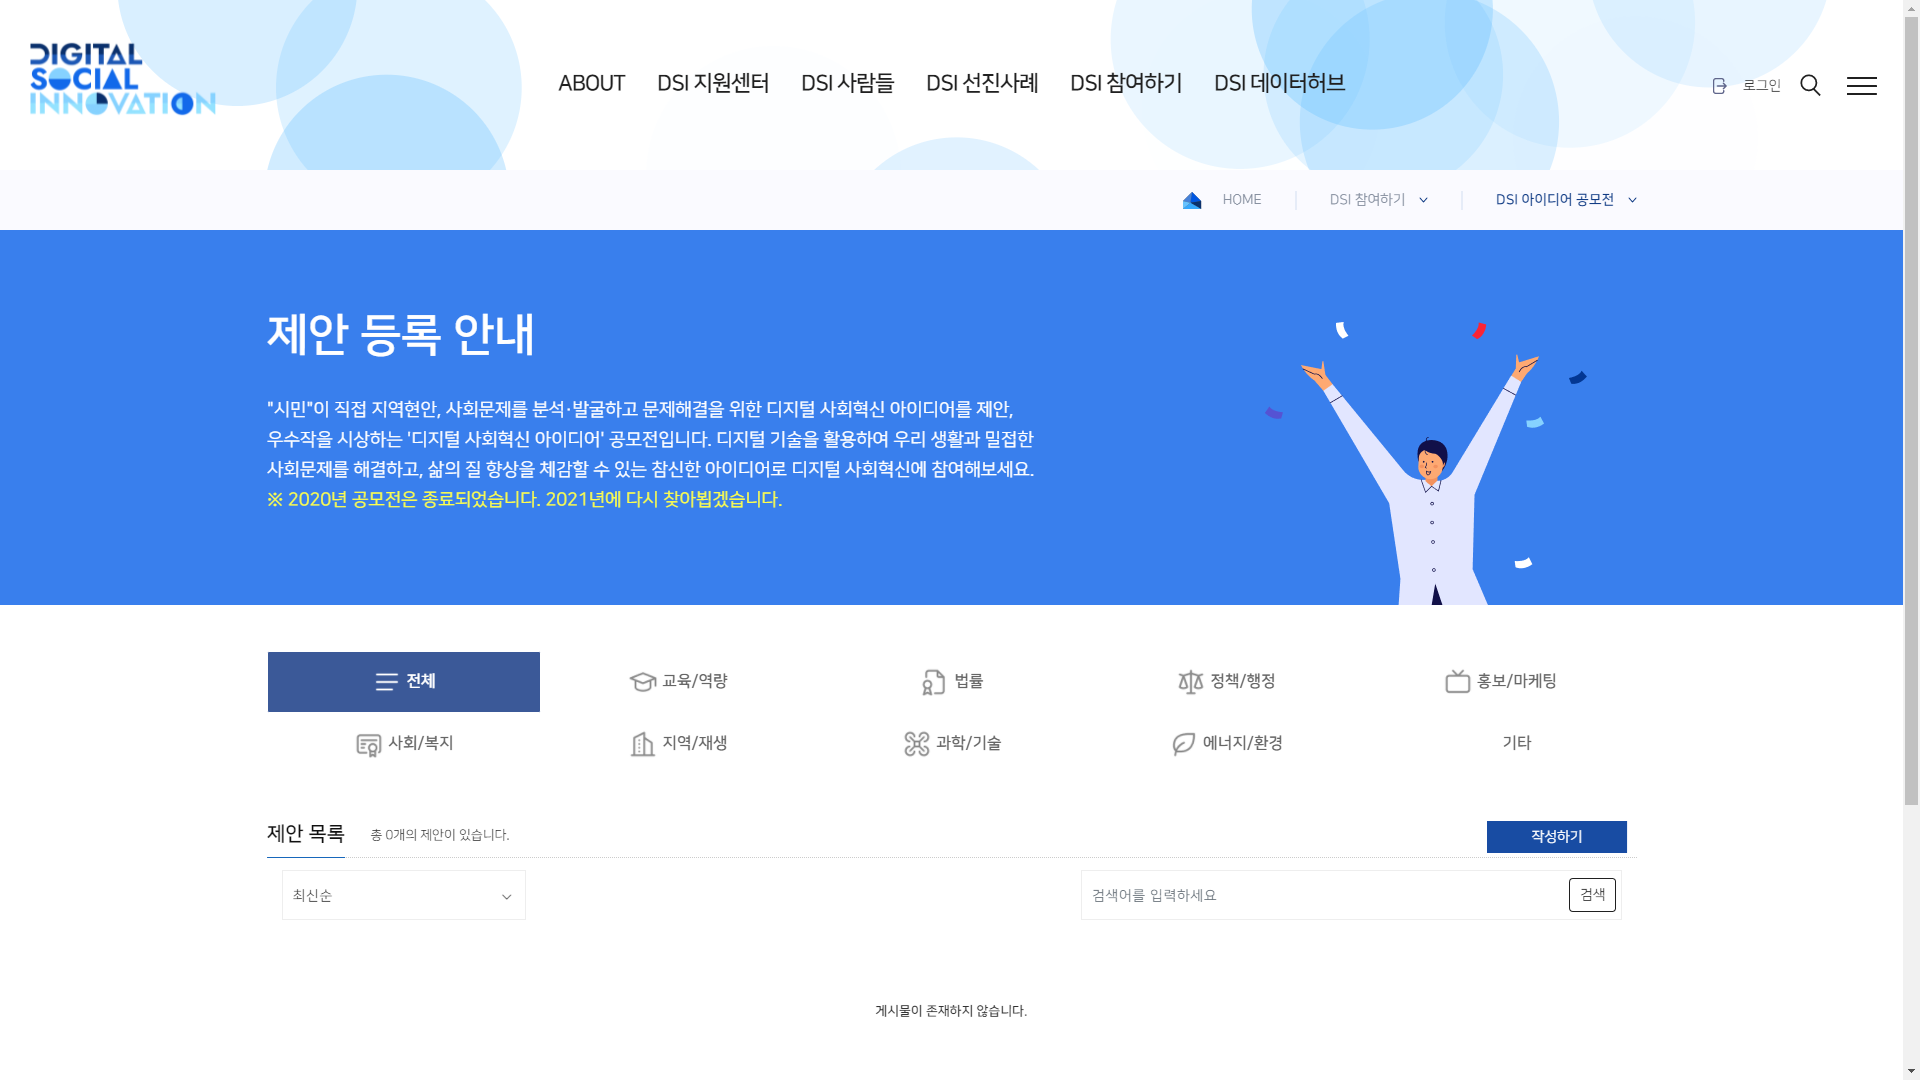 DIGITAL
SOCIAL
INNOVATION
ABOUT DSI 지원센터 DSI 사람들 DSI 선진사례 DSI 참여하기 DSI 데이터허브
로그인
HOME DSI 참여하기 DSI 아이디어 공모전
제안 등록 안내
"시민"이 직접 지역현안, 사회문제를 분석·발굴하고 문제해결을 위한 디지털 사회혁신 아이디어를 제안,
우수작을 시상하는 '디지털 사회혁신 아이디어' 공모전입니다. 디지털 기술을 활용하여 우리 생활과 밀접한
사회문제를 해결하고, 삶의 질 향상을 체감할 수 있는 참신한 아이디어로 디지털 사회혁신에 참여해보세요.
※ 2020년 공모전은 종료되었습니다. 2021년에 다시 찾아뵙겠습니다.
전체 교육/역량 법률 정책/행정 홍보/마케팅
사회/복지 지역/재생 과학/기술 에너지/환경 기타
제안 목록 총 0개의 제안이 있습니다. 작성하기
최신순 검색어를 입력하세요 검색
게시물이 존재하지 않습니다.